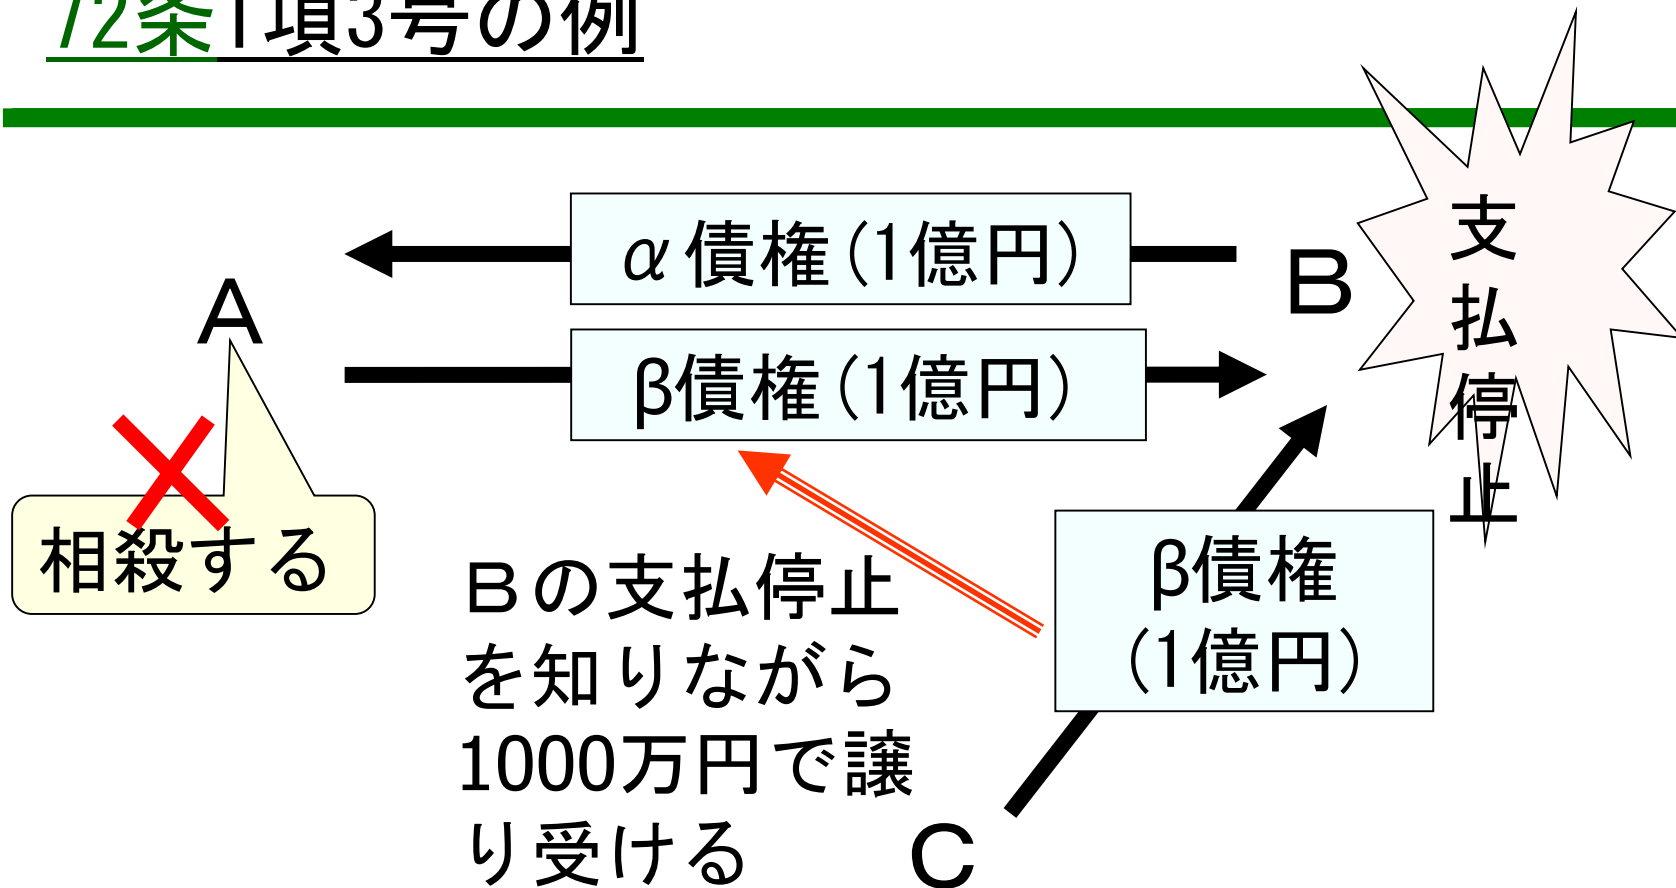 72条1項3号の例
α債権(1億円)
A
B
支払停止
β債権(1億円)
相殺する
Bの支払停止
を知りながら
1000万円で譲
り受ける
β債権
(1億円)
C